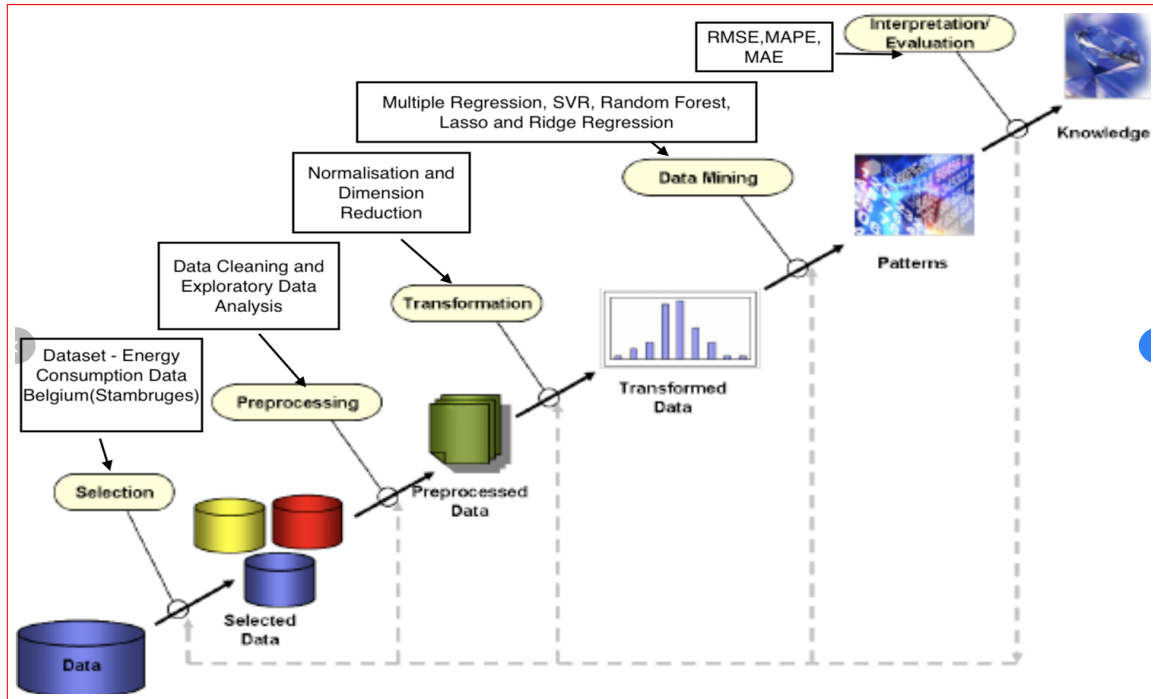 RMSE,MAPE,
MAE
Interpretation/
Evaluation
Knowledge
Multiple Regression, SVR, Random Forest,
Lasso and Ridge Regression
Data Mining
Patterns
Normalisation and
Dimension
Reduction
Transformation
Transformed
Data
Data Cleaning and
Exploratory Data
Analysis
Preprocessing
Preprocessed
Data
Dataset - Energy
Consumption Data
Belgium(Stambruges)
Selection
Selected
Data
Data